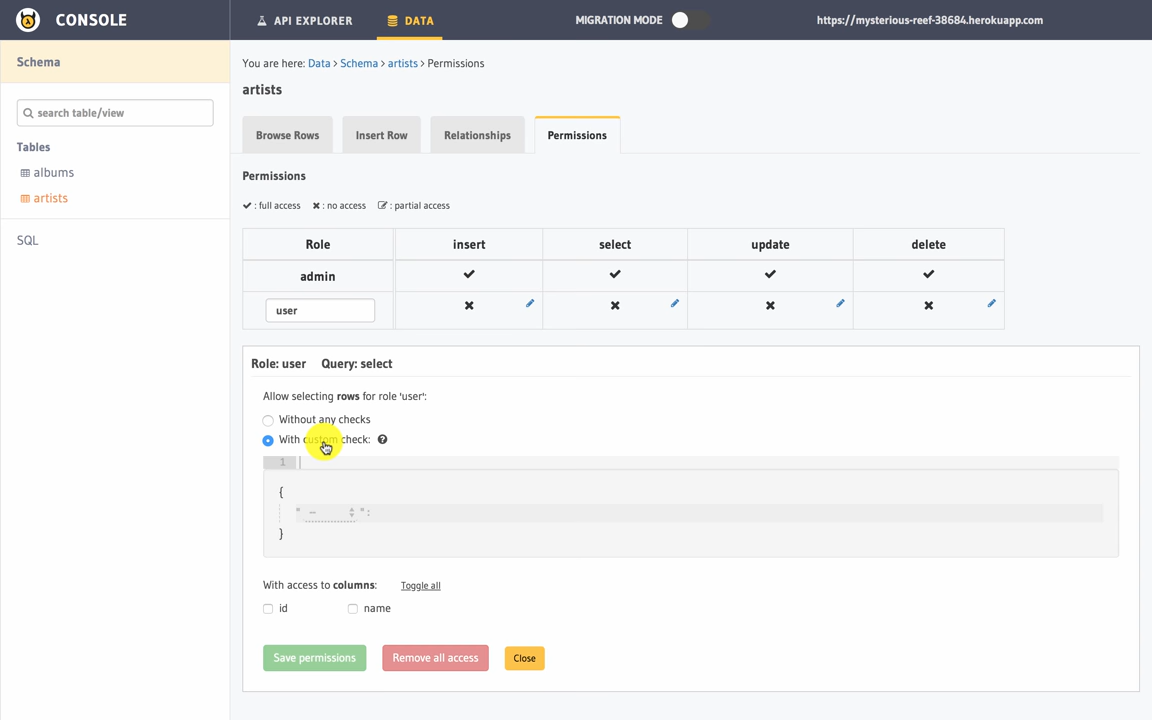 CONSOLE
API EXPLORER
DATA
MIGRATION MODE
https://mysterious-reef-38684.herokuapp.com
Schema
search table/view
Tables
albums
artists
SQL
You are here: Data > Schema > artists > Permissions
artists
Browse Rows
Insert Row
Relationships
Permissions
Permissions
: full access : no access : partial access
Role insert select update delete
admin
user
Role: user Query: select
Allow selecting rows for role 'user':
Without any checks
With custom check:
1
{
" -- ":
}
With access to columns: Toggle all
id name
Save permissions Remove all access Close